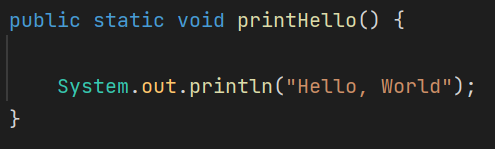 public static void printHello() {
    System.out.println("Hello, World");
}